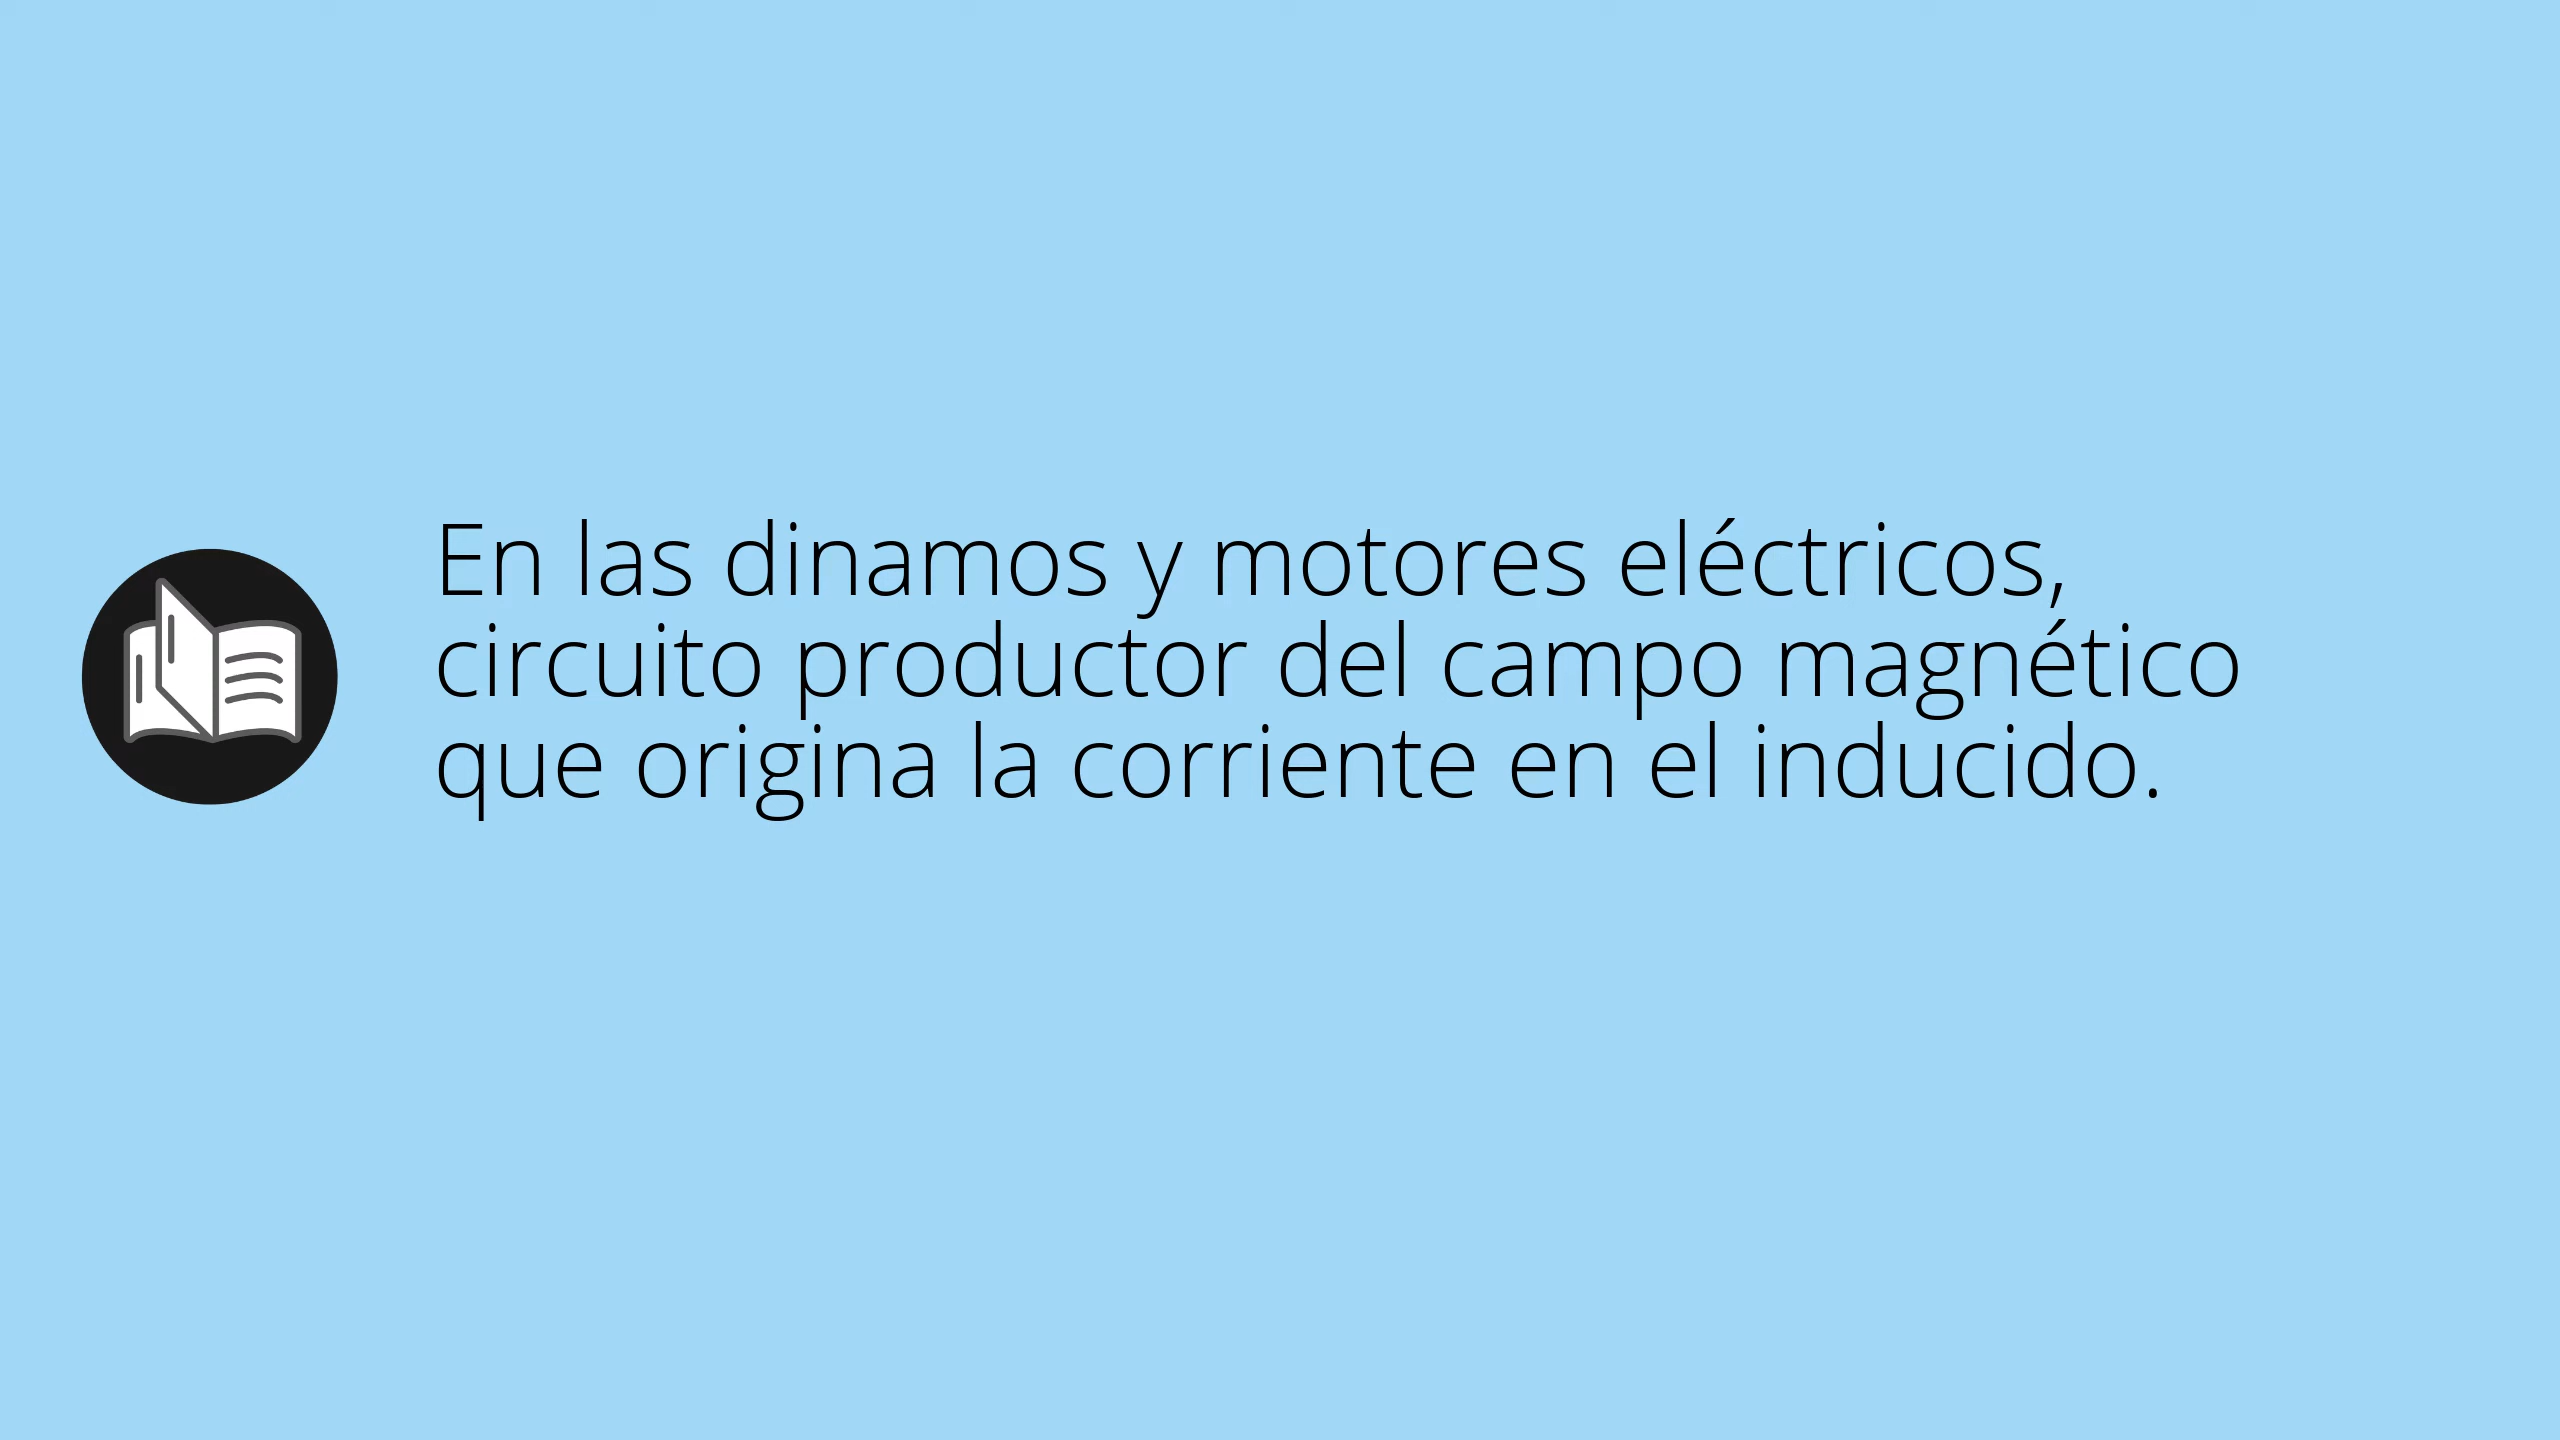 En las dinamos y motores eléctricos,
circuito productor del campo magnético
que origina la corriente en el inducido.